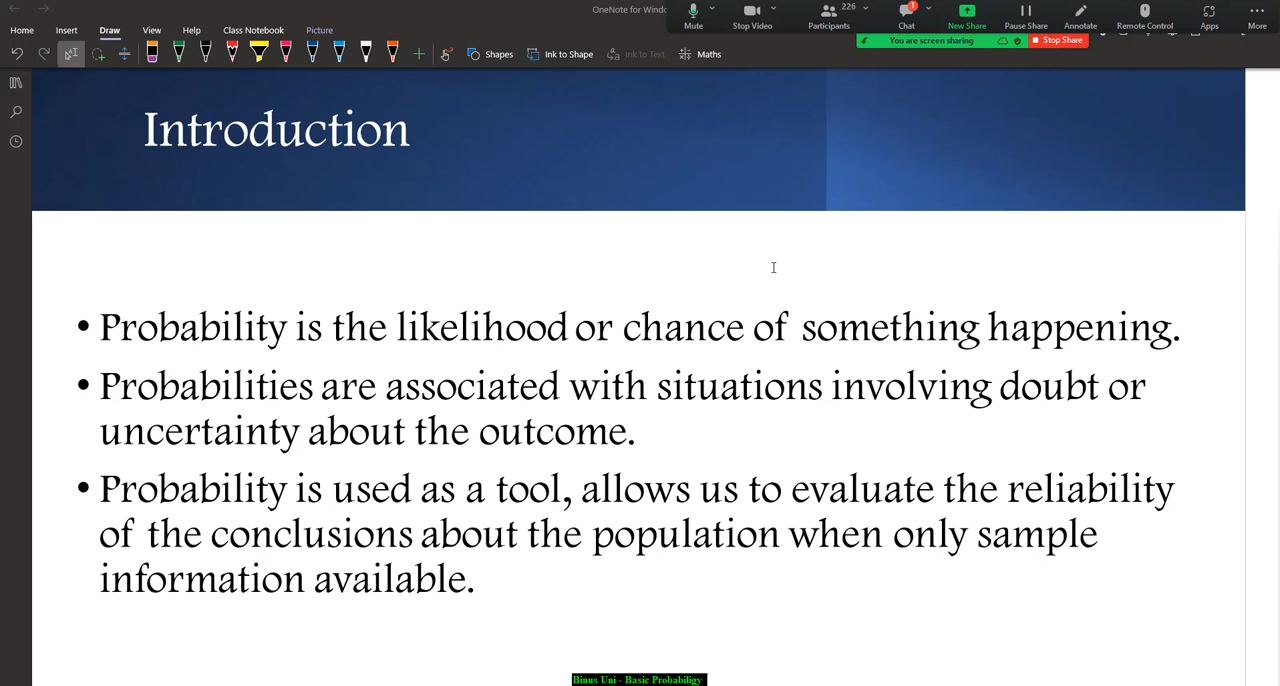 OneNote for Windo
Mute
Stop Video
226
Participants
1
Chat
New Share
Pause Share
Annotate
Remote Control
Apps
More
You are screen sharing
Stop Share
Home
Insert
Draw
View
Help
Class Notebook
Picture
Shapes
Ink to Shape
Ink to Text
Maths
Introduction
• Probability is the likelihood or chance of something happening.
• Probabilities are associated with situations involving doubt or
uncertainty about the outcome.
• Probability is used as a tool, allows us to evaluate the reliability
of the conclusions about the population when only sample
information available.
Binus Uni - Basic Probabiligy